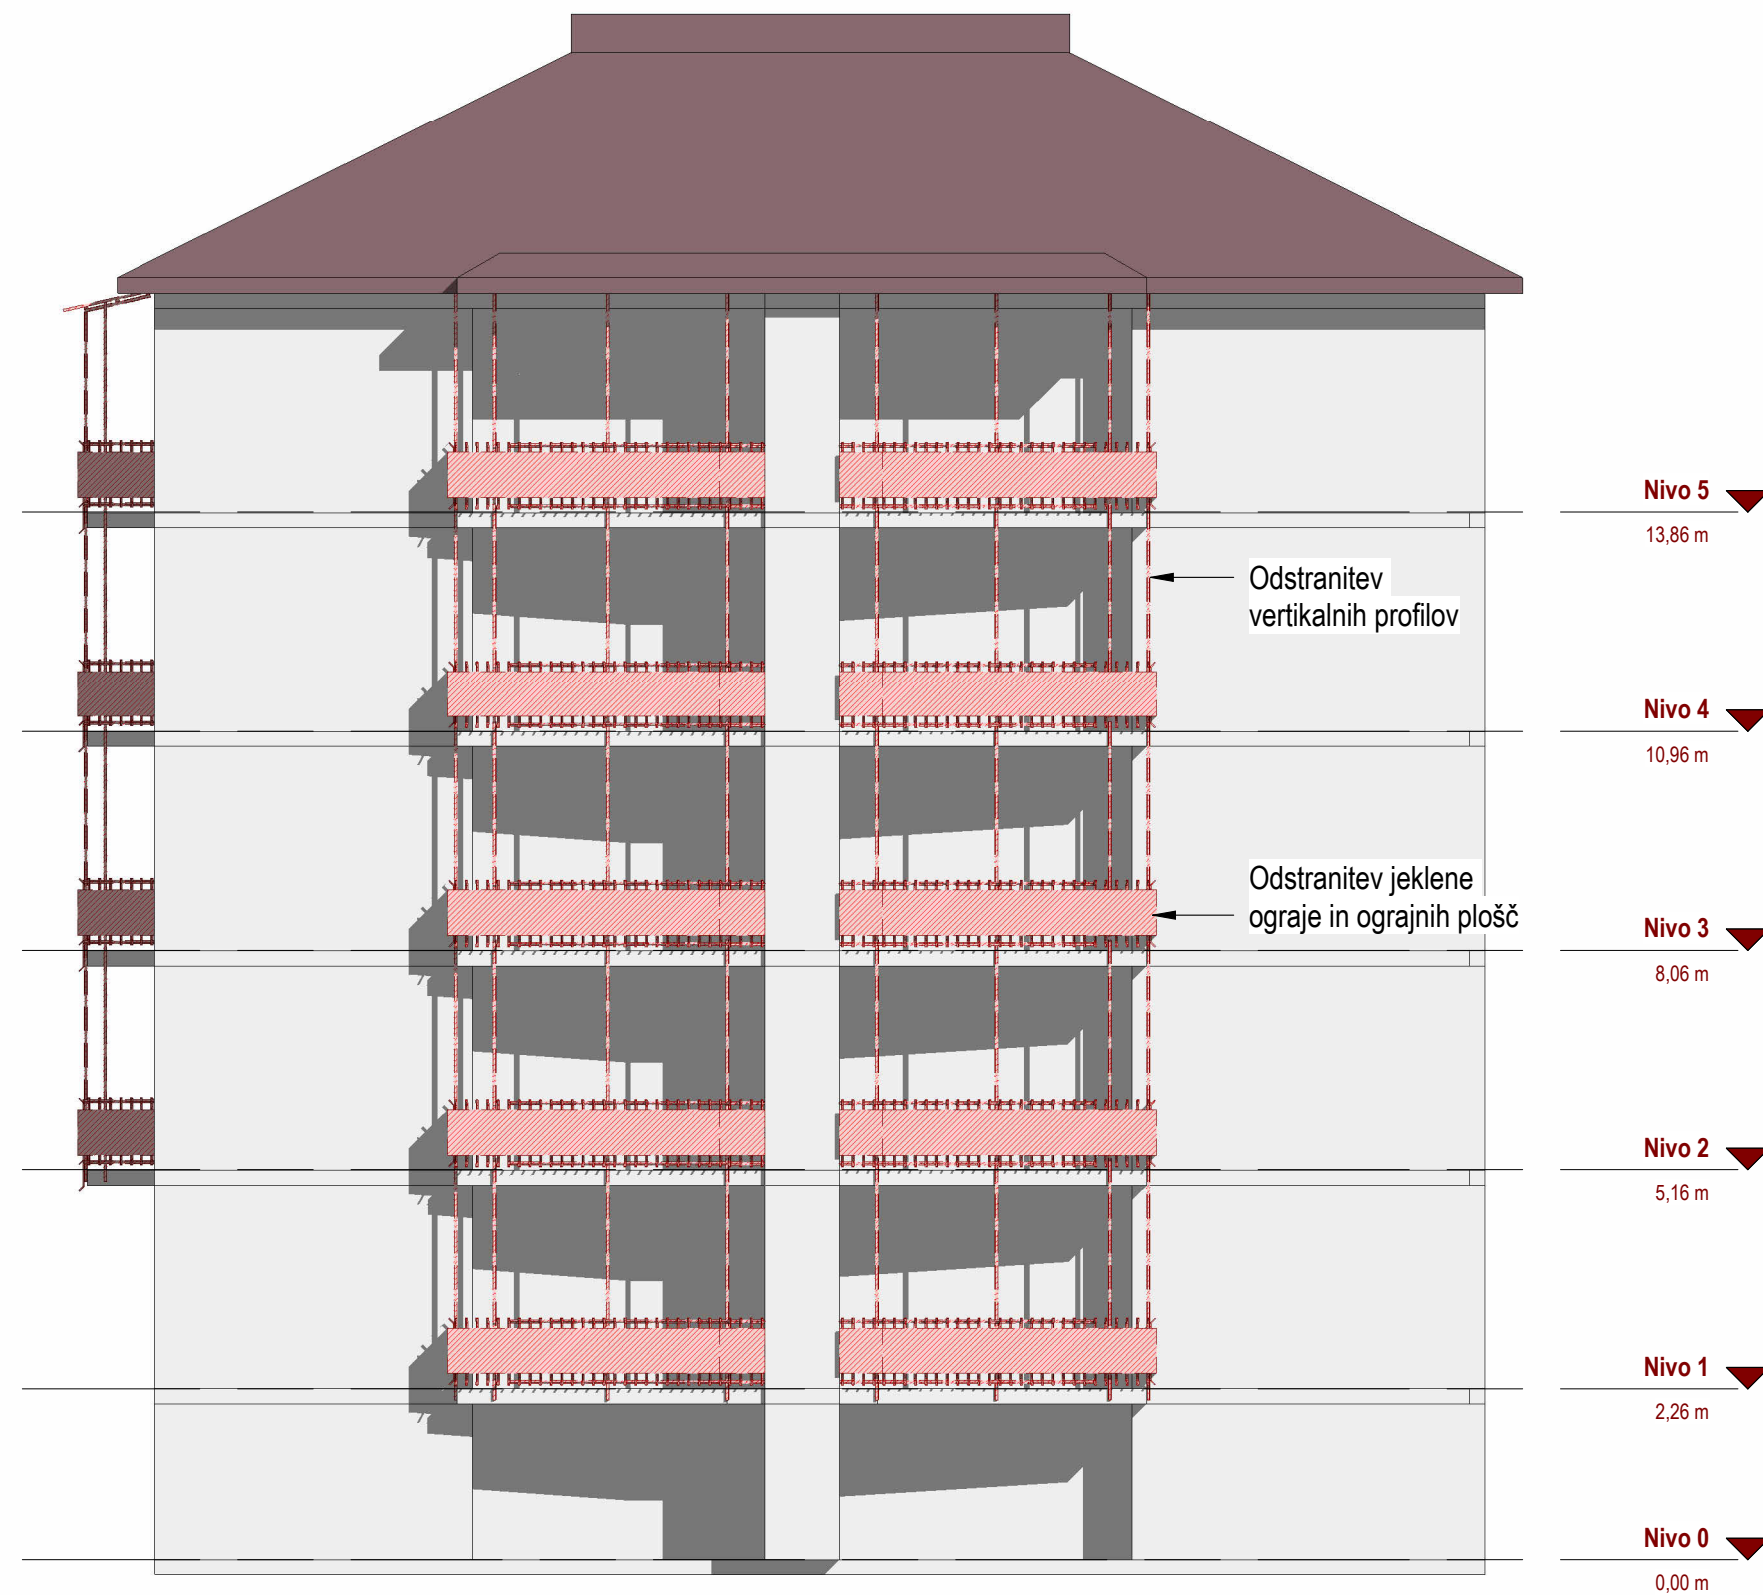 Nivo 5
13,86 m
Odstranitev
vertikalnih profilov
Nivo 4
10,96 m
Odstranitev jeklene
ograje in ograjnih plošč
Nivo 3
8,06 m
Nivo 2
5,16 m
Nivo 1
2,26 m
Nivo 0
0,00 m